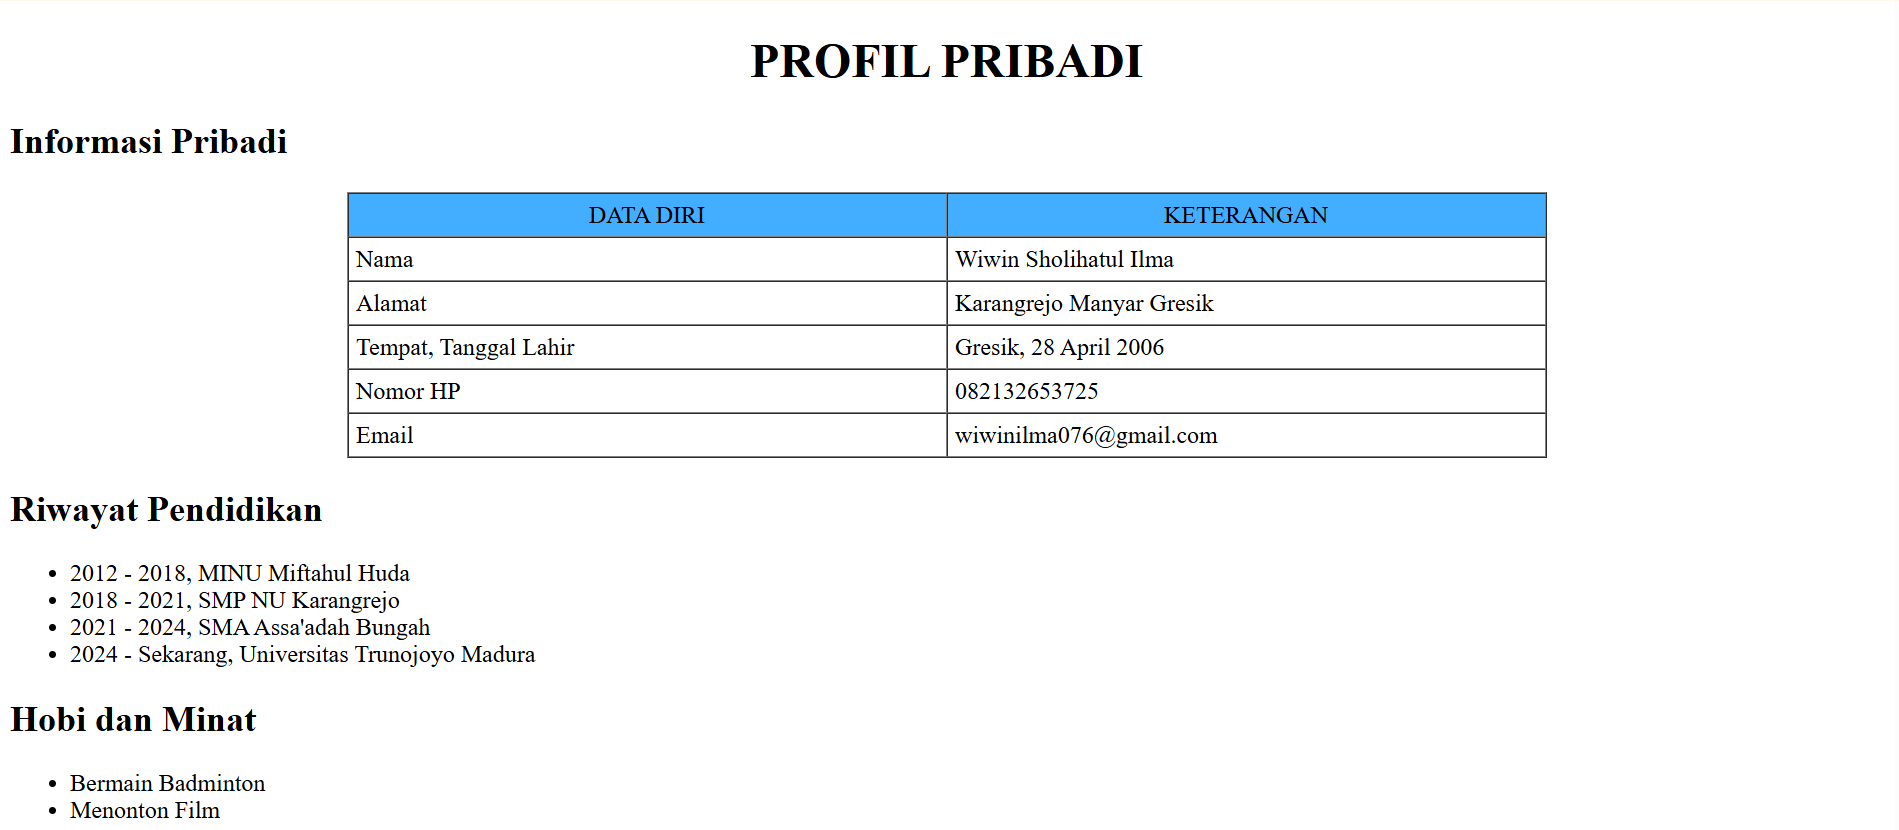 PROFIL PRIBADI
Informasi Pribadi
DATA DIRI KETERANGAN
Nama Wiwin Sholihatul Ilma
Alamat Karangrejo Manyar Gresik
Tempat, Tanggal Lahir Gresik, 28 April 2006
Nomor HP 082132653725
Email wiwinilma076@gmail.com
Riwayat Pendidikan
• 2012 - 2018, MINU Miftahul Huda
• 2018 - 2021, SMP NU Karangrejo
• 2021 - 2024, SMA Assa'adah Bungah
• 2024 - Sekarang, Universitas Trunojoyo Madura
Hobi dan Minat
• Bermain Badminton
• Menonton Film